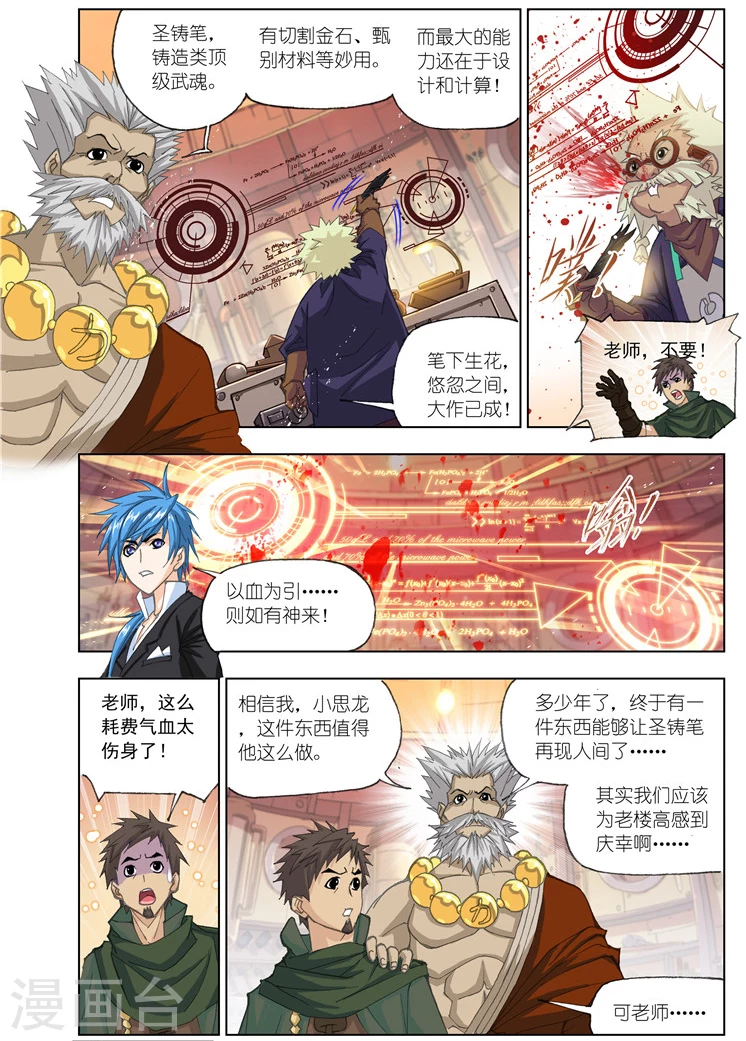 圣铸笔，
铸造类顶
级武魂。
有切割金石、甄
别材料等妙用。
而最大的能
力还在于设
计和计算！
笔下生花，
悠忽之间，
大作已成！
老师，不要！
以血为引……
则如有神来！
老师，这么
耗费气血太
伤身了！
相信我，小思龙
，这件东西值得
他这么做。
多少年了，终于有一
件东西能够让圣铸笔
再现人间了……
其实我们应该
为老楼高感到
庆幸啊……
可老师……
漫画台